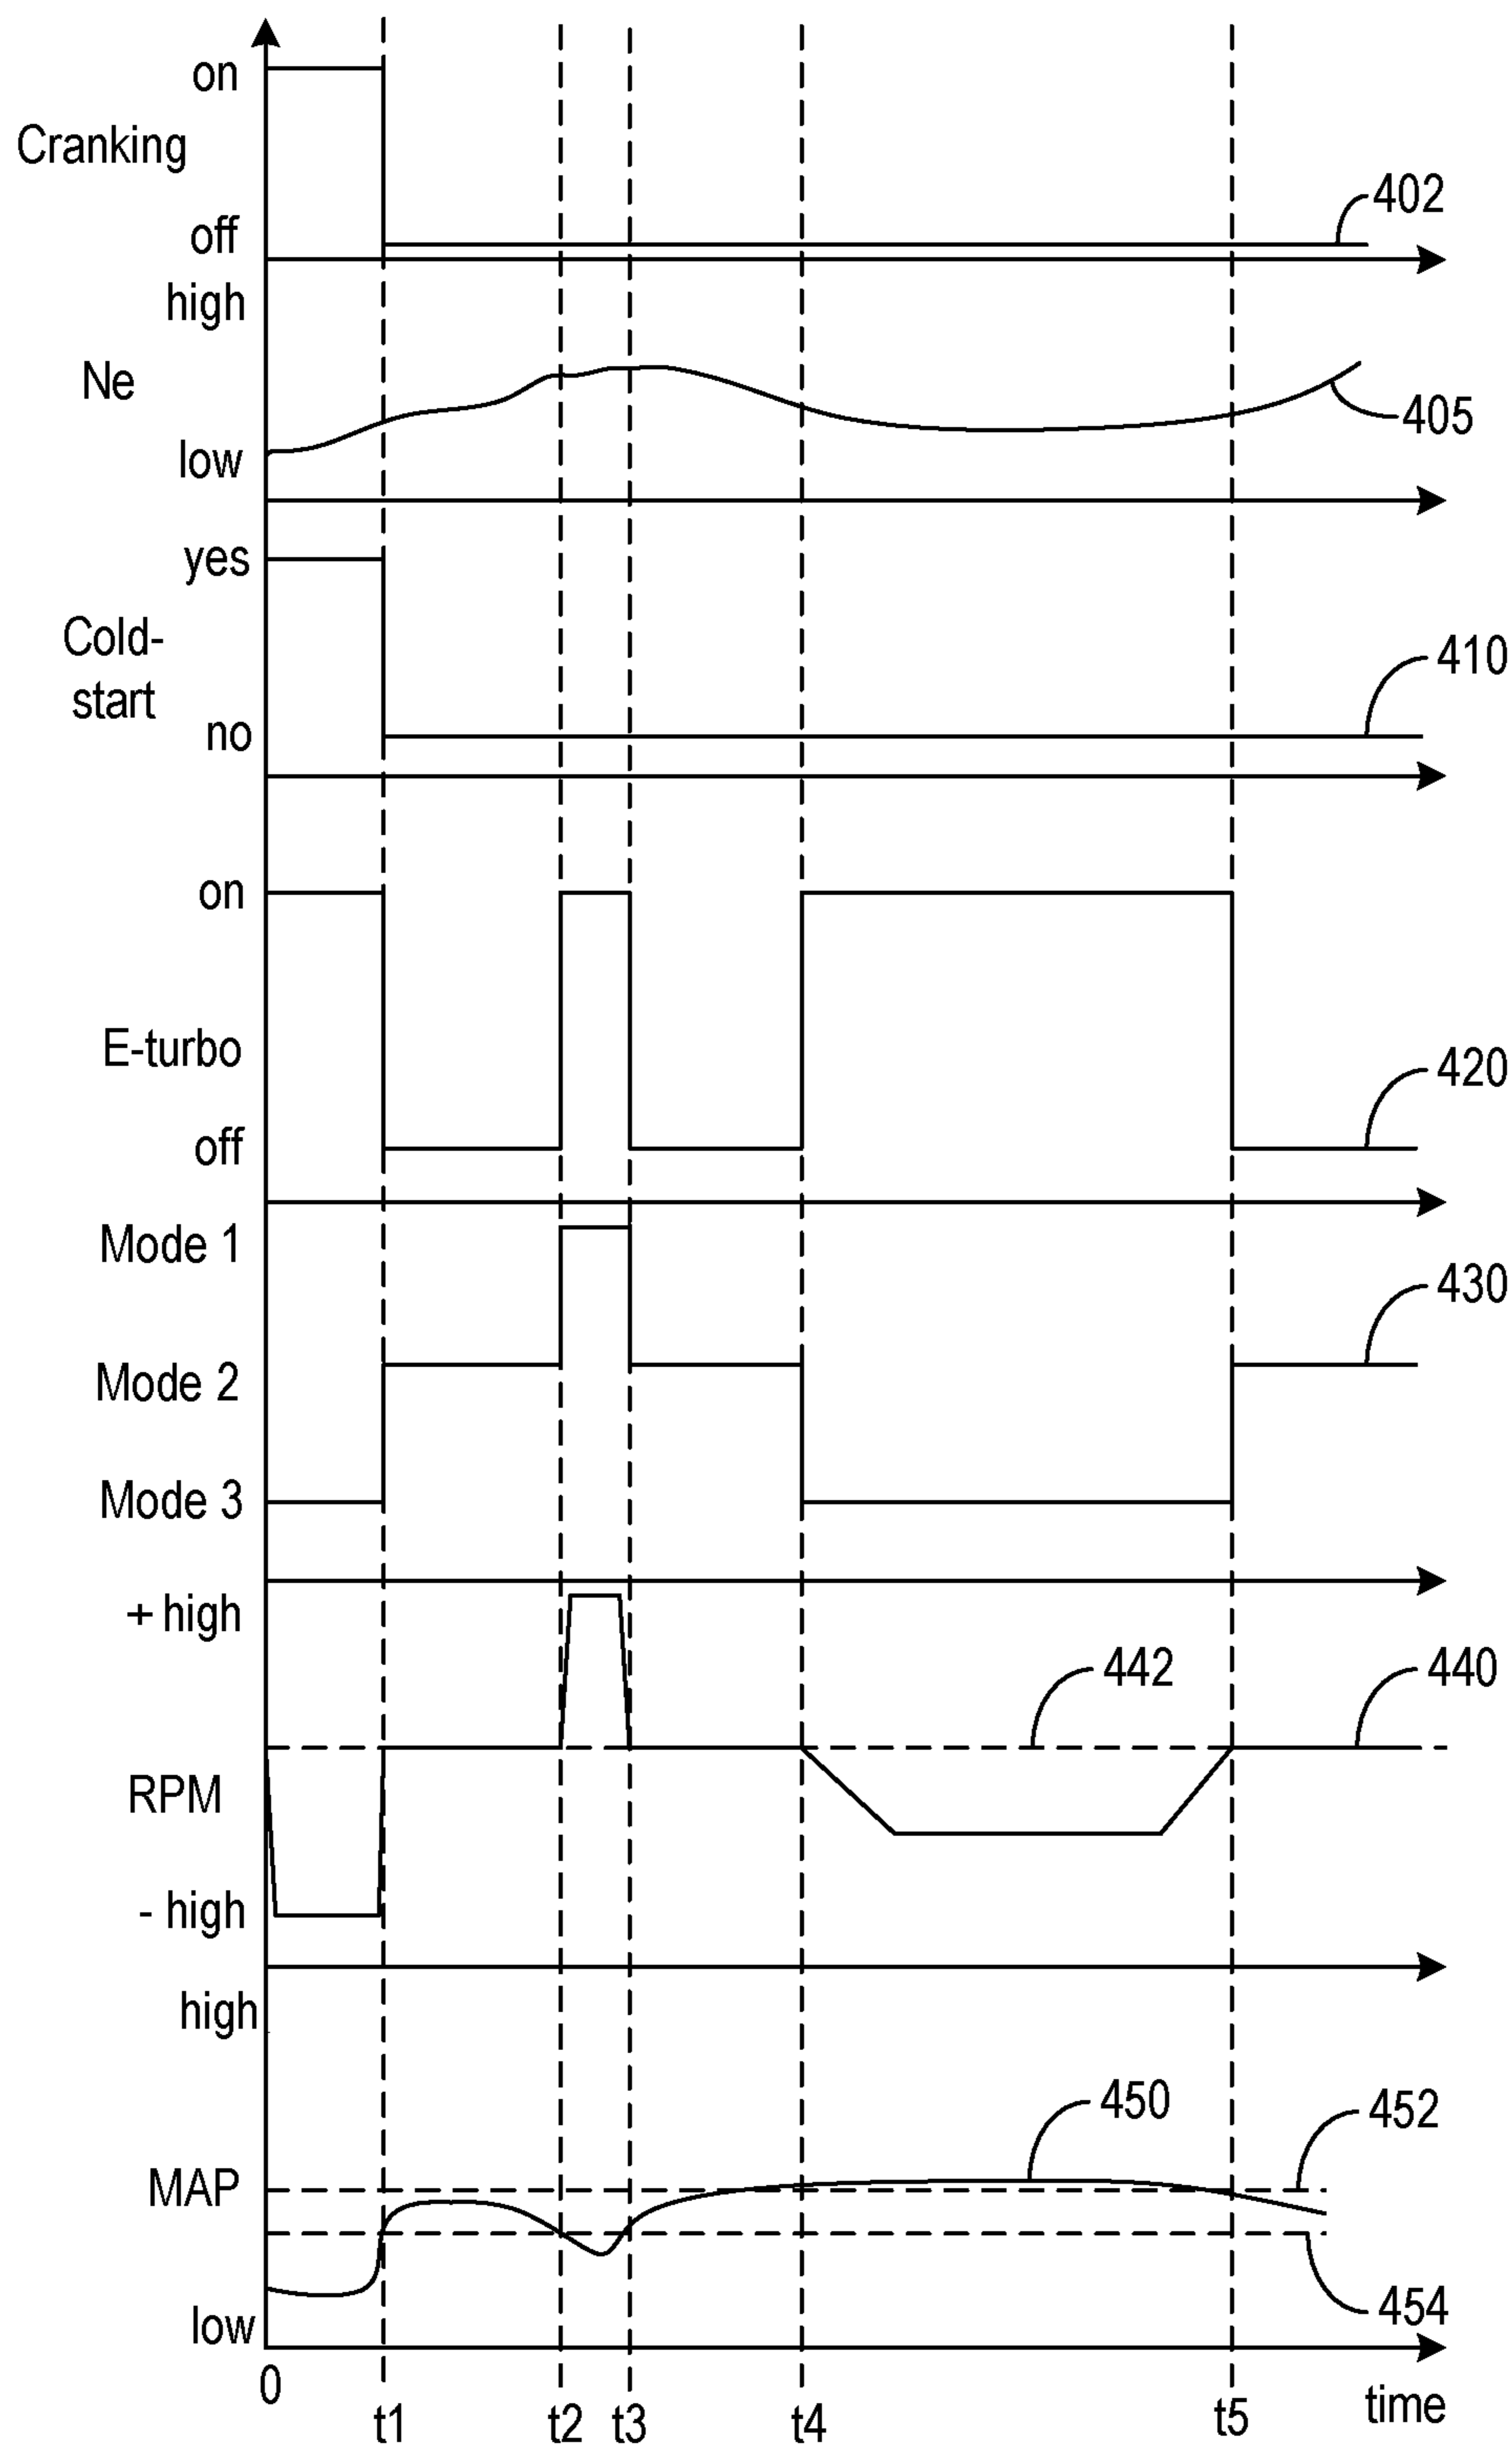 on
Cranking
402
off
high
Ne
405
low
yes
Cold-
start
410
no
on
E-turbo
420
off
Mode 1
430
Mode 2
Mode 3
+ high
442
440
RPM
- high
high
450
452
MAP
454
low
0
t1
t2
t3
t4
t5
time